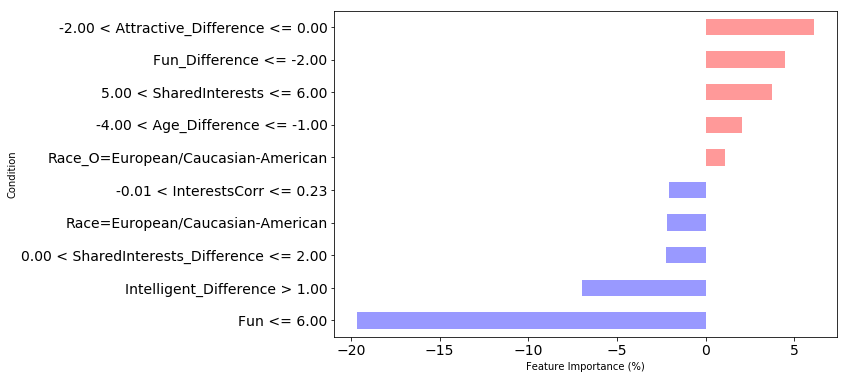 -2.00 < Attractive_Difference <= 0.00
Fun_Difference <= -2.00
5.00 < SharedInterests <= 6.00
-4.00 < Age_Difference <= -1.00
Race_O=European/Caucasian-American
-0.01 < InterestsCorr <= 0.23
Race=European/Caucasian-American
0.00 < SharedInterests_Difference <= 2.00
Intelligent_Difference > 1.00
Fun <= 6.00
Condition
−20 −15 −10 −5 0 5
Feature Importance (%)